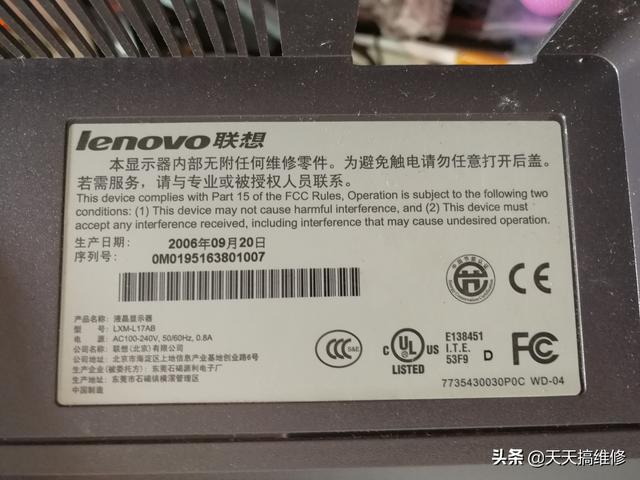 lenovo联想
本显示器内部无附任何维修零件。为避免触电请勿任意打开后盖。
若需服务，请与专业或被授权人员联系。
This device complies with Part 15 of the FCC Rules, Operation is subject to the following two
conditions: (1) This device may not cause harmful interference, and (2) This device must
accept any interference received, including interference that may cause undesired operation.
生产日期： 2006年09月20日
序列号： 0M0195163801007
产品名称： 液晶显示器
型 号： LXM-L17AB
电 源： AC100-240V, 50/60Hz, 0.8A
公司名称： 联想(北京)有限公司
公司地址： 北京市海淀区上地信息产业基地创业路6号
企业(被委托方)： 东莞石碣源利电子厂
地址： 东莞市石碣镇横滘管理区
中国制造
CE
CCC S&E
c UL US
LISTED
E138451
I.T.E.
53F9 D
FC
7735430030P0C WD-04
头条 @天天搞维修